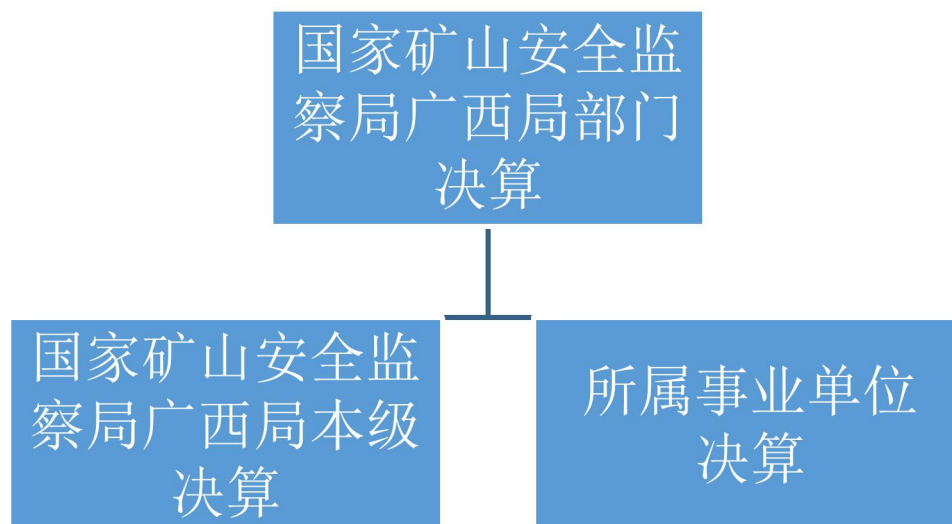 国家矿山安全监
察局广西局部门
决算
国家矿山安全监
察局广西局本级
决算
所属事业单位
决算